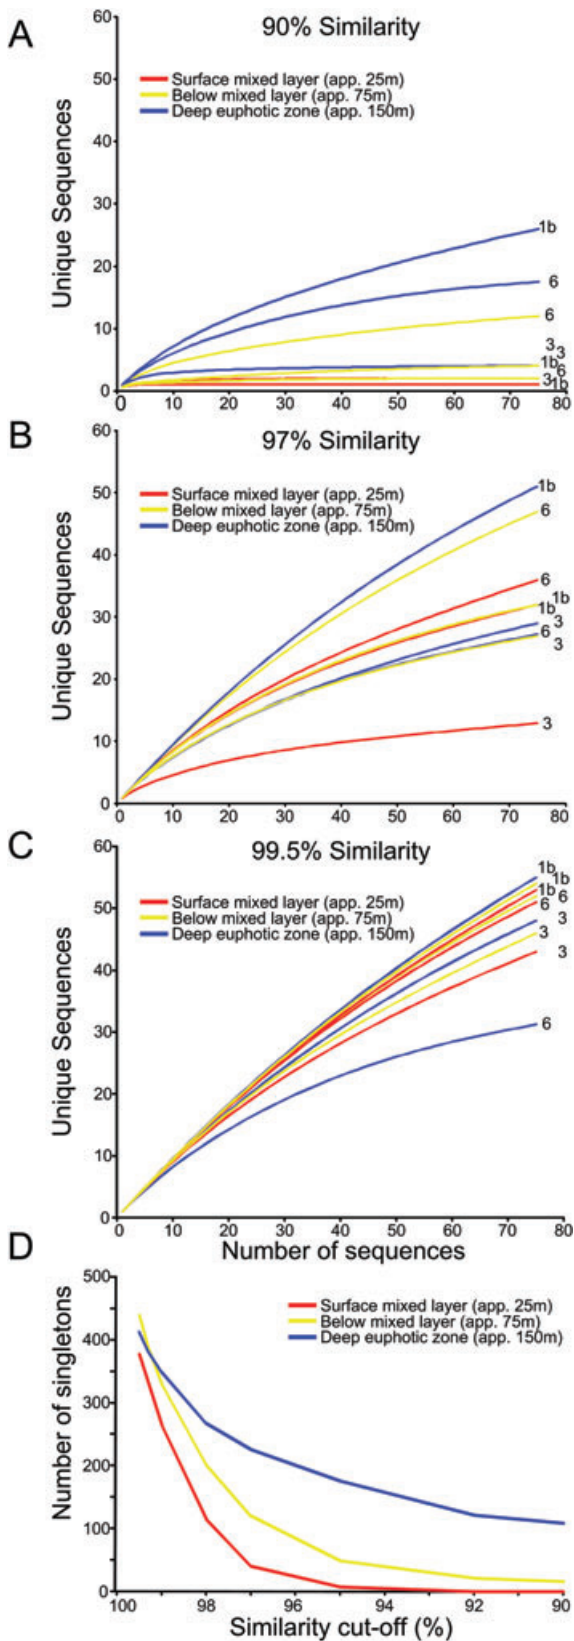 A
90% Similarity
60
50
40
30
20
10
0
Unique Sequences
Surface mixed layer (app. 25m)
Below mixed layer (app. 75m)
Deep euphotic zone (app. 150m)
1b
6
6
3
3
1b
6
3
1b
0 10 20 30 40 50 60 70 80
B
97% Similarity
60
50
40
30
20
10
0
Unique Sequences
Surface mixed layer (app. 25m)
Below mixed layer (app. 75m)
Deep euphotic zone (app. 150m)
1b
6
6
1b
1b
3
6
3
3
0 10 20 30 40 50 60 70 80
C
99.5% Similarity
60
50
40
30
20
10
0
Unique Sequences
Surface mixed layer (app. 25m)
Below mixed layer (app. 75m)
Deep euphotic zone (app. 150m)
1b
1b
1b
6
6
3
3
3
6
0 10 20 30 40 50 60 70 80
Number of sequences
D
500
400
300
200
100
0
Number of singletons
Surface mixed layer (app. 25m)
Below mixed layer (app. 75m)
Deep euphotic zone (app. 150m)
100 98 96 94 92 90
Similarity cut-off (%)